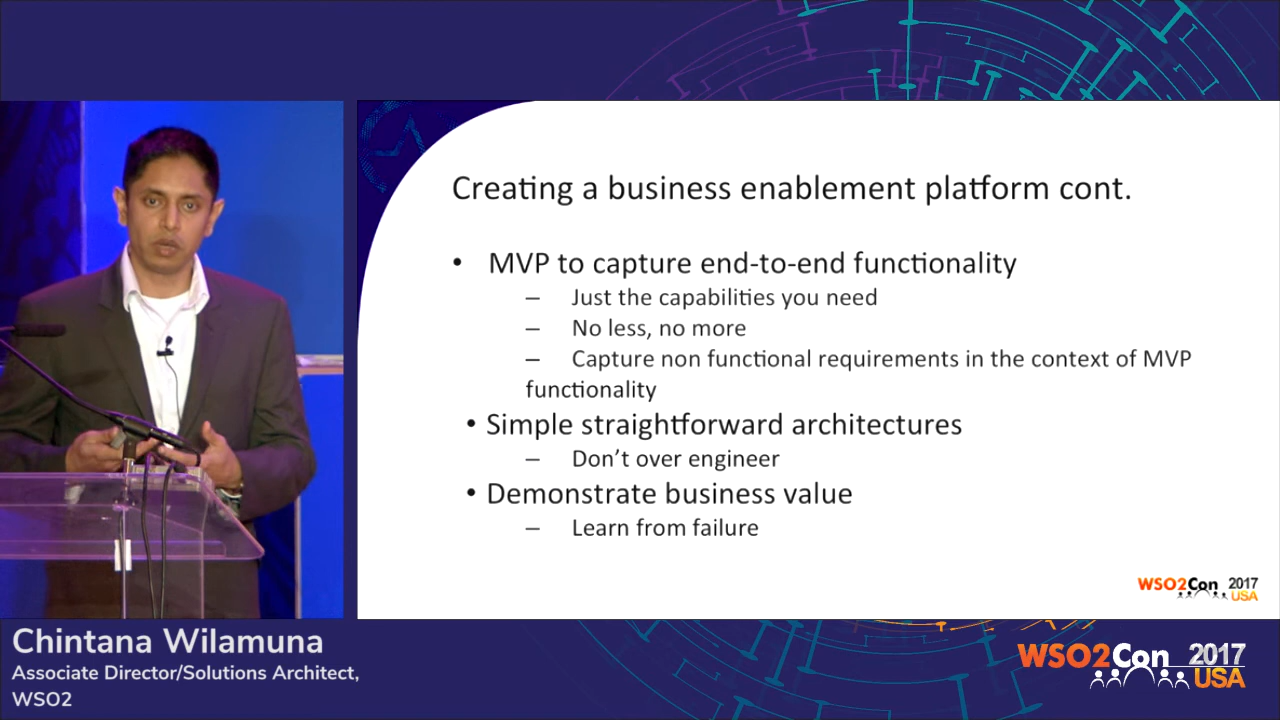 Creating a business enablement platform cont.
• MVP to capture end-to-end functionality
– Just the capabilities you need
– No less, no more
– Capture non functional requirements in the context of MVP
functionality
• Simple straightforward architectures
– Don’t over engineer
• Demonstrate business value
– Learn from failure
WSO2Con 2017
USA
Chintana Wilamuna
Associate Director/Solutions Architect,
WSO2
WSO2Con 2017
USA